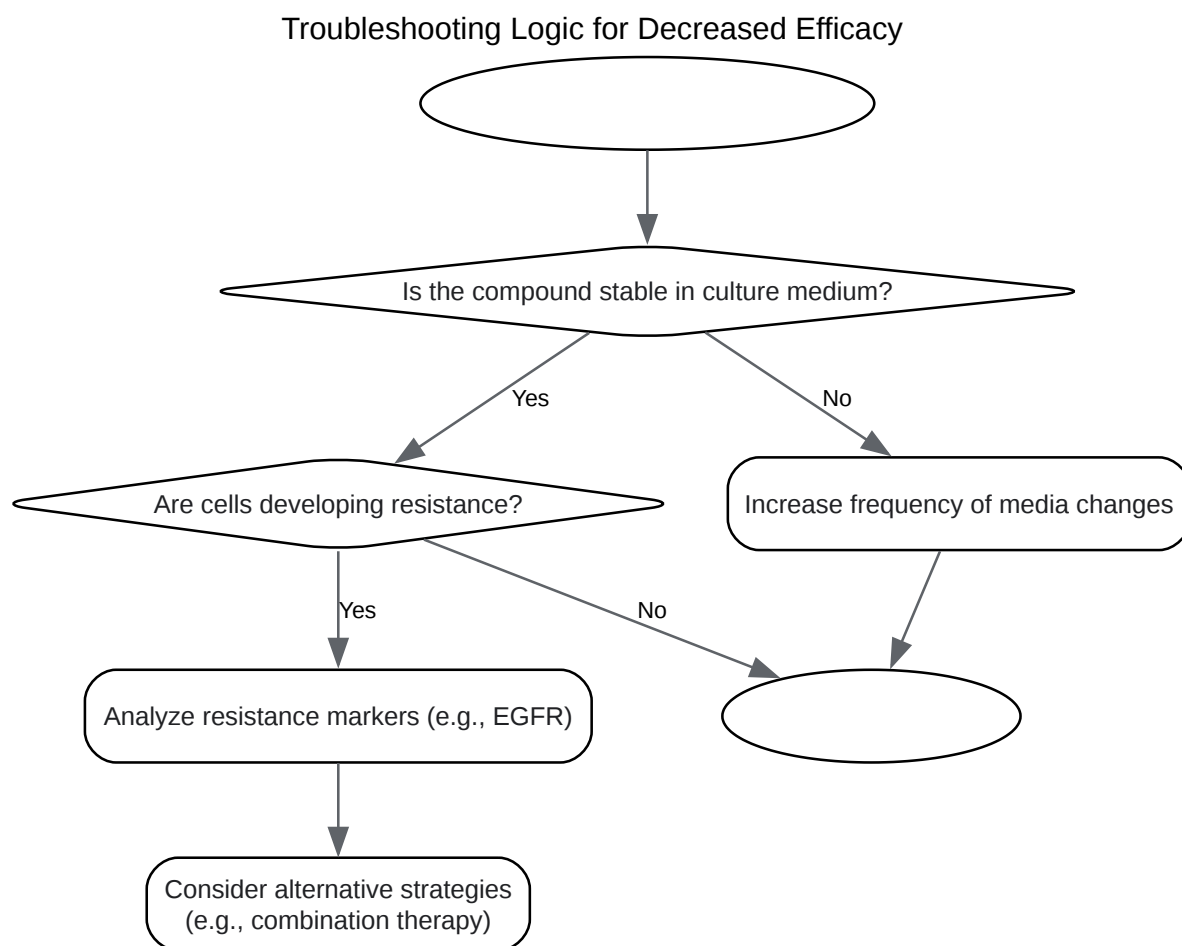 Troubleshooting Logic for Decreased Efficacy
Is the compound stable in culture medium?
Yes
No
Are cells developing resistance?
Increase frequency of media changes
Yes
No
Analyze resistance markers (e.g., EGFR)
Consider alternative strategies
(e.g., combination therapy)